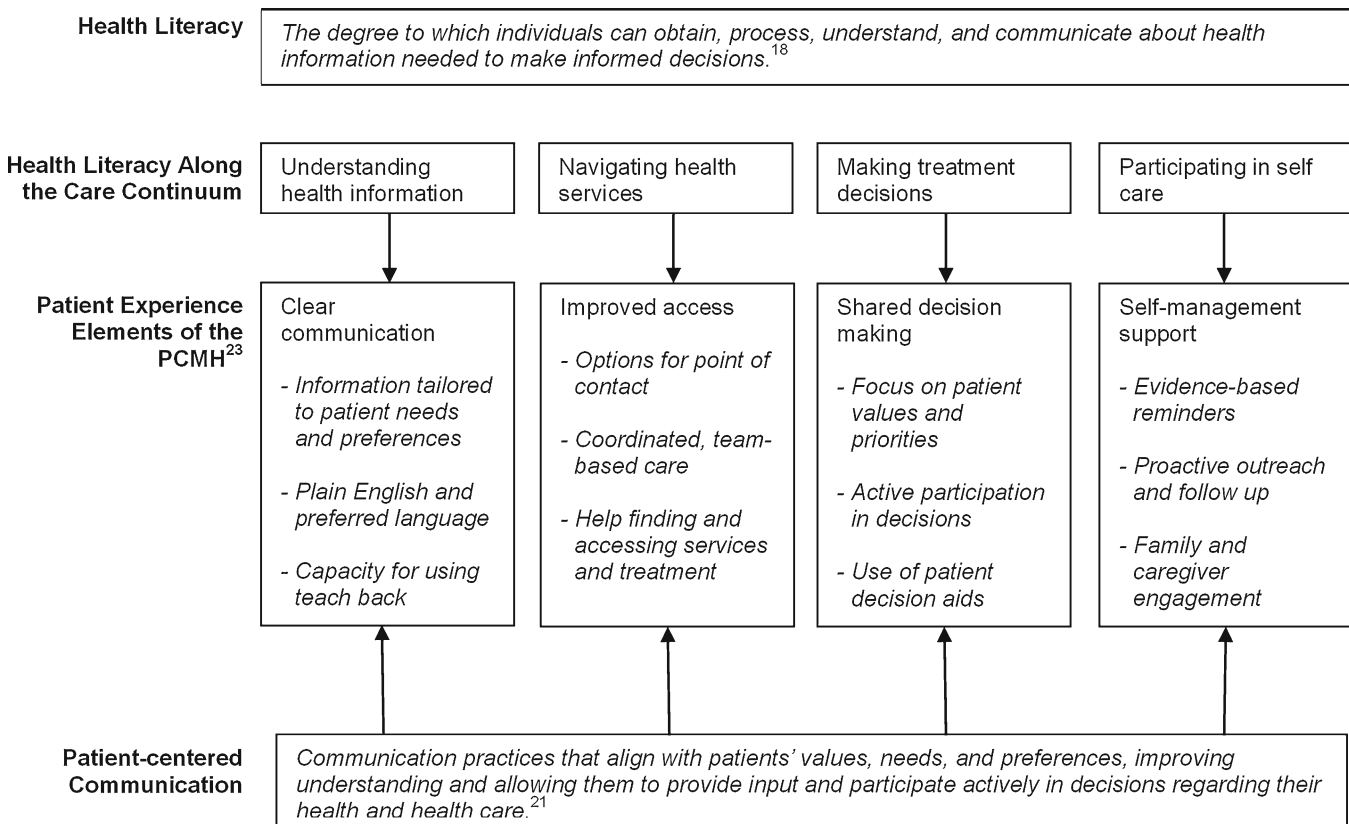 Health Literacy
The degree to which individuals can obtain, process, understand, and communicate about health
information needed to make informed decisions.18
Health Literacy Along
the Care Continuum
Understanding
health information
Navigating health
services
Making treatment
decisions
Participating in self
care
Patient Experience
Elements of the
PCMH23
Clear
communication
- Information tailored
to patient needs
and preferences
- Plain English and
preferred language
- Capacity for using
teach back
Improved access
- Options for point of
contact
- Coordinated, team-
based care
- Help finding and
accessing services
and treatment
Shared decision
making
- Focus on patient
values and
priorities
- Active participation
in decisions
- Use of patient
decision aids
Self-management
support
- Evidence-based
reminders
- Proactive outreach
and follow up
- Family and
caregiver
engagement
Patient-centered
Communication
Communication practices that align with patients’ values, needs, and preferences, improving
understanding and allowing them to provide input and participate actively in decisions regarding their
health and health care.21